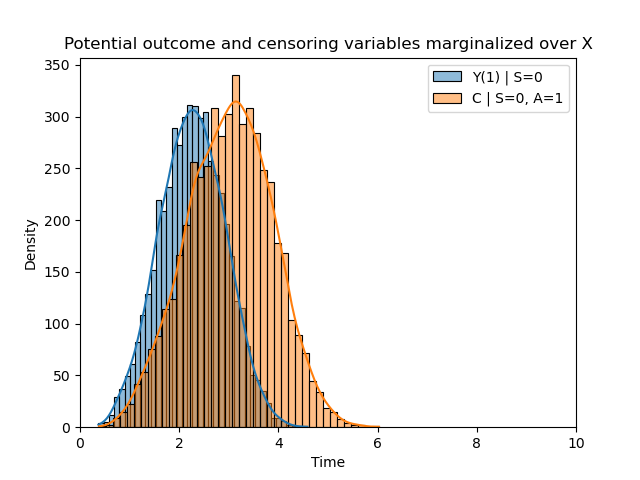 Potential outcome and censoring variables marginalized over X
350
300
250
200
150
100
50
0
Density
Y(1) | S=0
C | S=0, A=1
0 2 4 6 8 10
Time